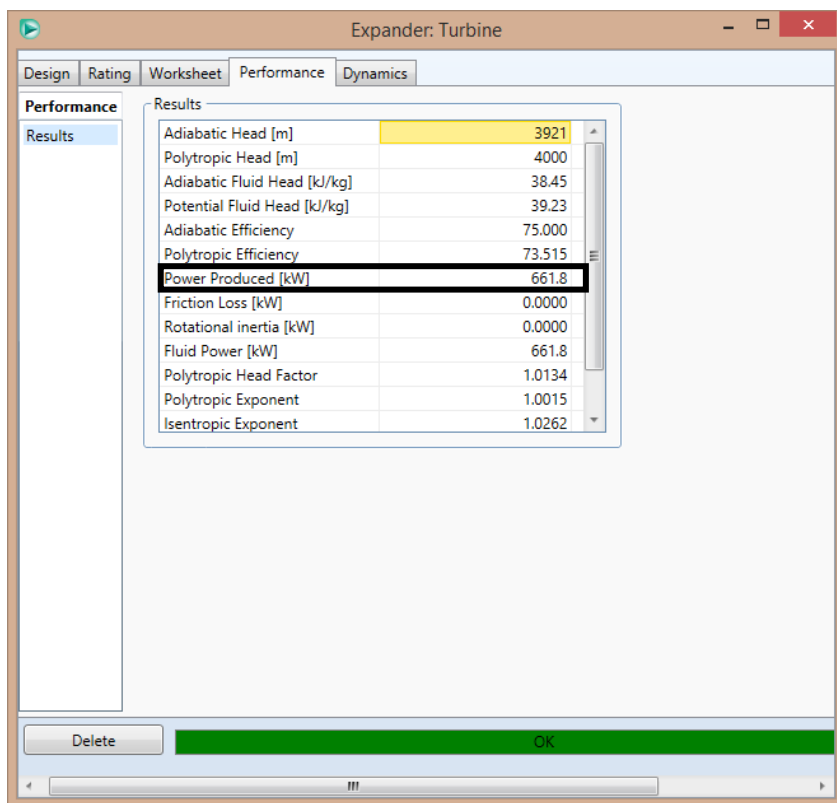 Expander: Turbine
Design Rating Worksheet Performance Dynamics
Performance
Results
Results
Adiabatic Head [m] 3921
Polytropic Head [m] 4000
Adiabatic Fluid Head [kJ/kg] 38.45
Potential Fluid Head [kJ/kg] 39.23
Adiabatic Efficiency 75.000
Polytropic Efficiency 73.515
Power Produced [kW] 661.8
Friction Loss [kW] 0.0000
Rotational inertia [kW] 0.0000
Fluid Power [kW] 661.8
Polytropic Head Factor 1.0134
Polytropic Exponent 1.0015
Isentropic Exponent 1.0262
Delete OK